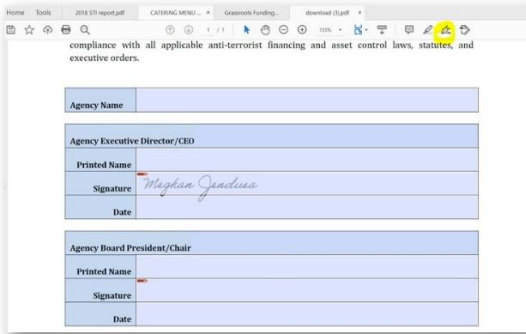 Home Tools 2018 STI report.pdf CATERING MENU ... × Grassroots Funding... download (3).pdf ×
1 / 1
compliance with all applicable anti-terrorist financing and asset control laws, statutes, and
executive orders.
Agency Name
Agency Executive Director/CEO
Printed Name
Signature Meghan Jendusa
Date
Agency Board President/Chair
Printed Name
Signature
Date